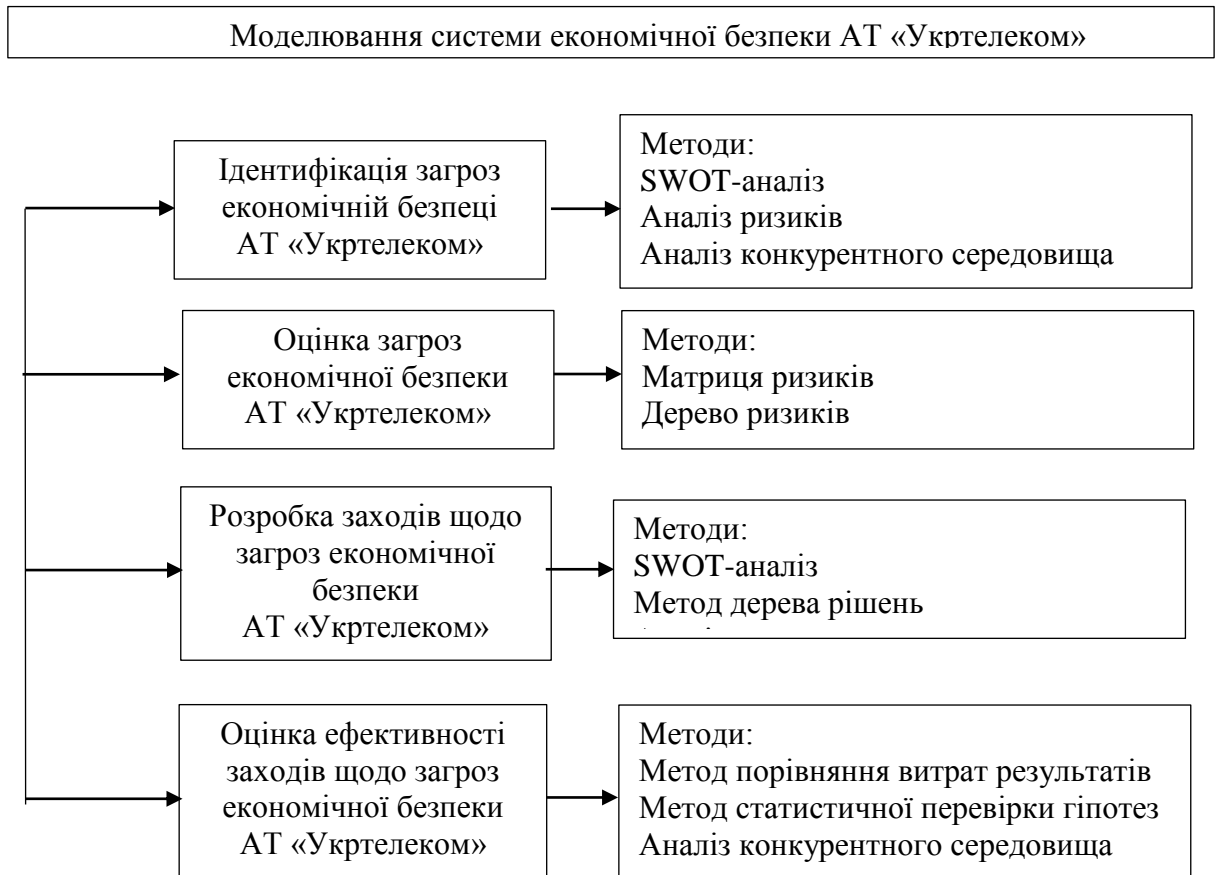 Моделювання системи економічної безпеки АТ «Укртелеком»
Ідентифікація загроз
економічній безпеці
АТ «Укртелеком»
Методи:
SWOT-аналіз
Аналіз ризиків
Аналіз конкурентного середовища
Оцінка загроз
економічної безпеки
АТ «Укртелеком»
Методи:
Матриця ризиків
Дерево ризиків
Розробка заходів щодо
загроз економічної
безпеки
АТ «Укртелеком»
Методи:
SWOT-аналіз
Метод дерева рішень
Оцінка ефективності
заходів щодо загроз
економічної безпеки
АТ «Укртелеком»
Методи:
Метод порівняння витрат результатів
Метод статистичної перевірки гіпотез
Аналіз конкурентного середовища